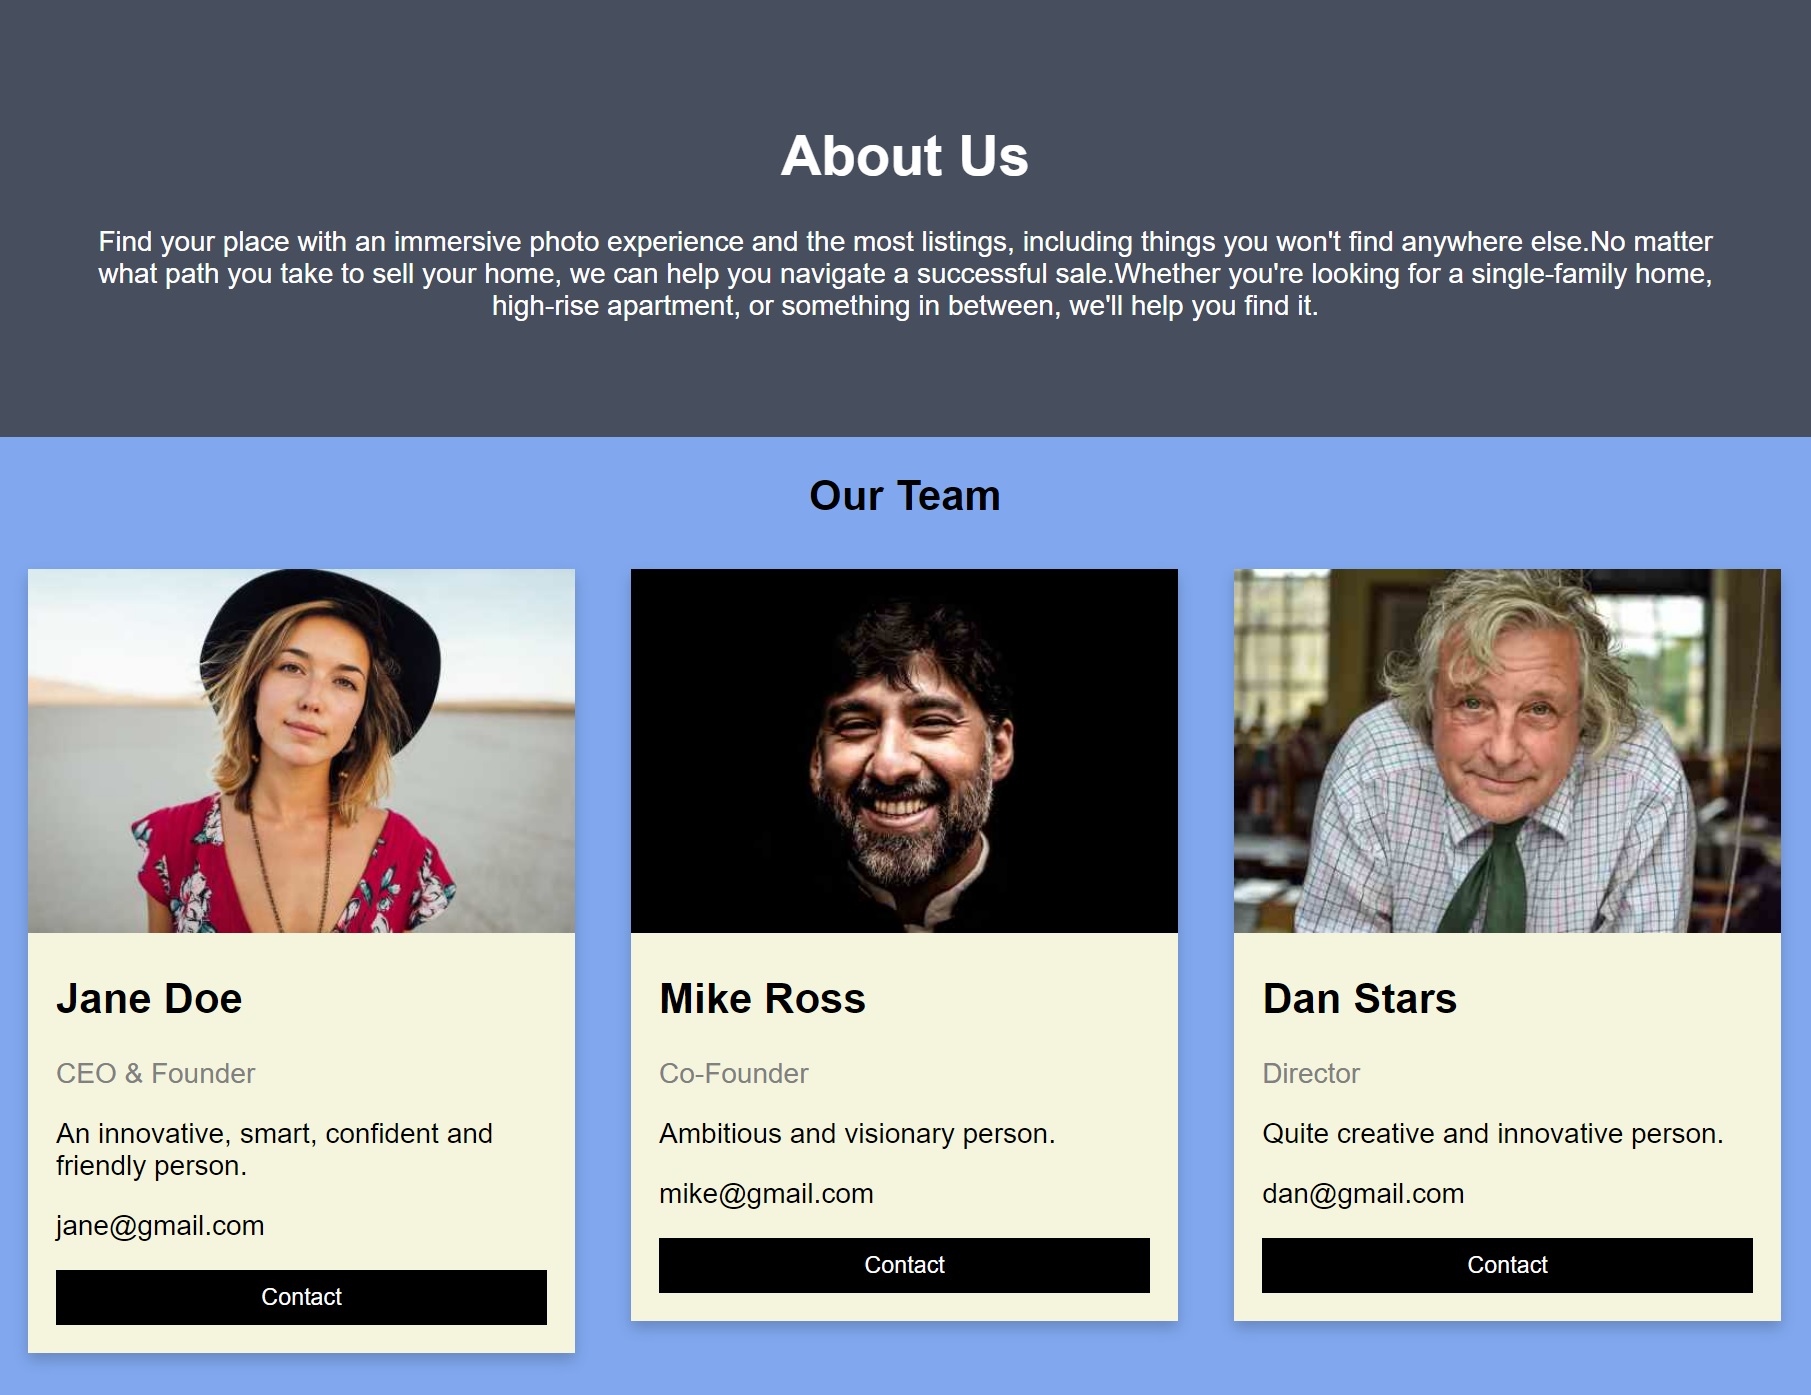 About Us
Find your place with an immersive photo experience and the most listings, including things you won't find anywhere else.No matter
what path you take to sell your home, we can help you navigate a successful sale.Whether you're looking for a single-family home,
high-rise apartment, or something in between, we'll help you find it.
Our Team
Jane Doe
CEO & Founder
An innovative, smart, confident and
friendly person.
jane@gmail.com
Contact
Mike Ross
Co-Founder
Ambitious and visionary person.
mike@gmail.com
Contact
Dan Stars
Director
Quite creative and innovative person.
dan@gmail.com
Contact